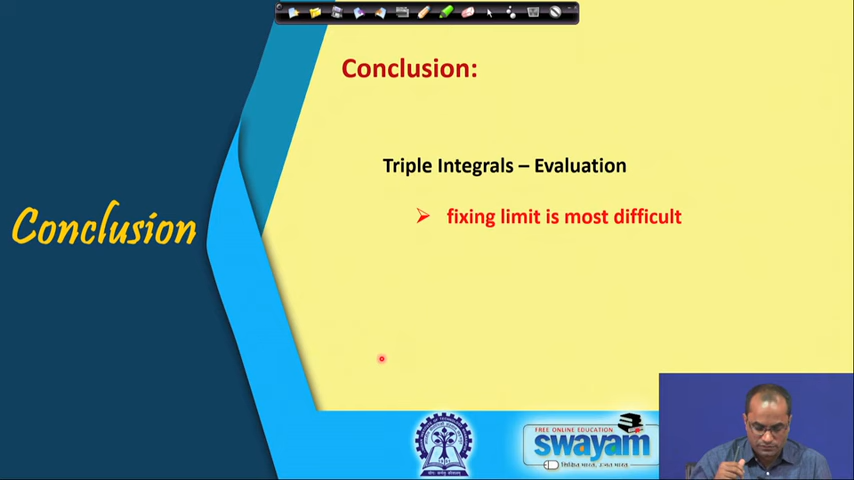 Conclusion:
Triple Integrals – Evaluation
fixing limit is most difficult
Conclusion
FREE ONLINE EDUCATION
swayam